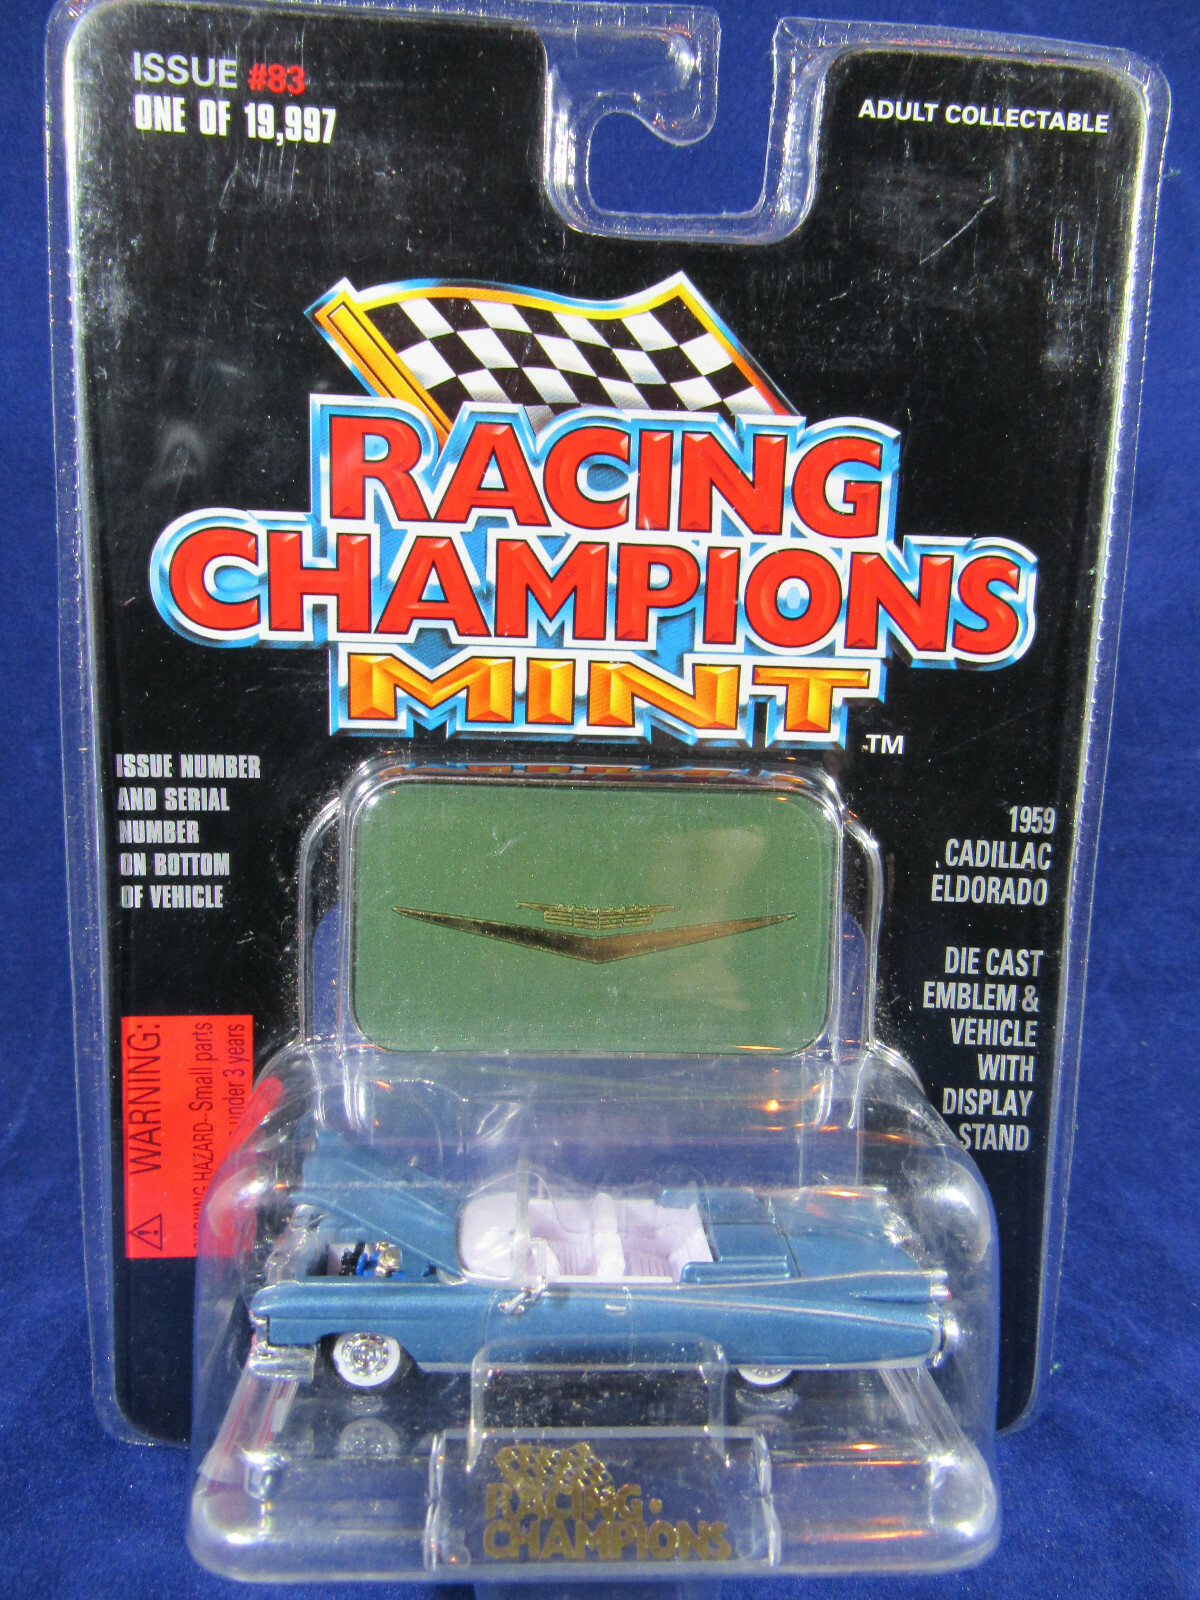 ISSUE #83
ONE OF 19,997
ADULT COLLECTABLE
RACING
CHAMPIONS
MINT
TM
ISSUE NUMBER
AND SERIAL
NUMBER
ON BOTTOM
OF VEHICLE
1959
CADILLAC
ELDORADO
DIE CAST
EMBLEM &
VEHICLE
WITH
DISPLAY
STAND
WARNING:
HAZARD--Small parts
under 3 years
RACING
CHAMPIONS